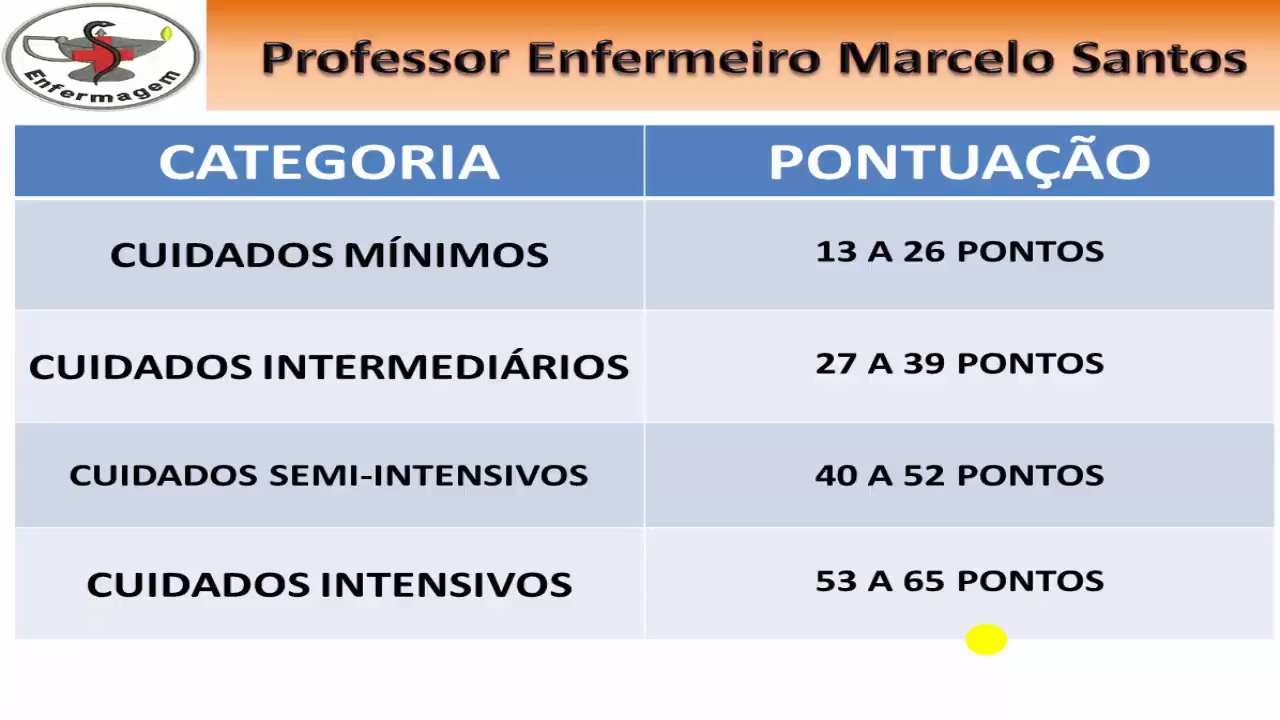 Enfermagem
Professor Enfermeiro Marcelo Santos
CATEGORIA PONTUAÇÃO
CUIDADOS MÍNIMOS 13 A 26 PONTOS
CUIDADOS INTERMEDIÁRIOS 27 A 39 PONTOS
CUIDADOS SEMI-INTENSIVOS 40 A 52 PONTOS
CUIDADOS INTENSIVOS 53 A 65 PONTOS